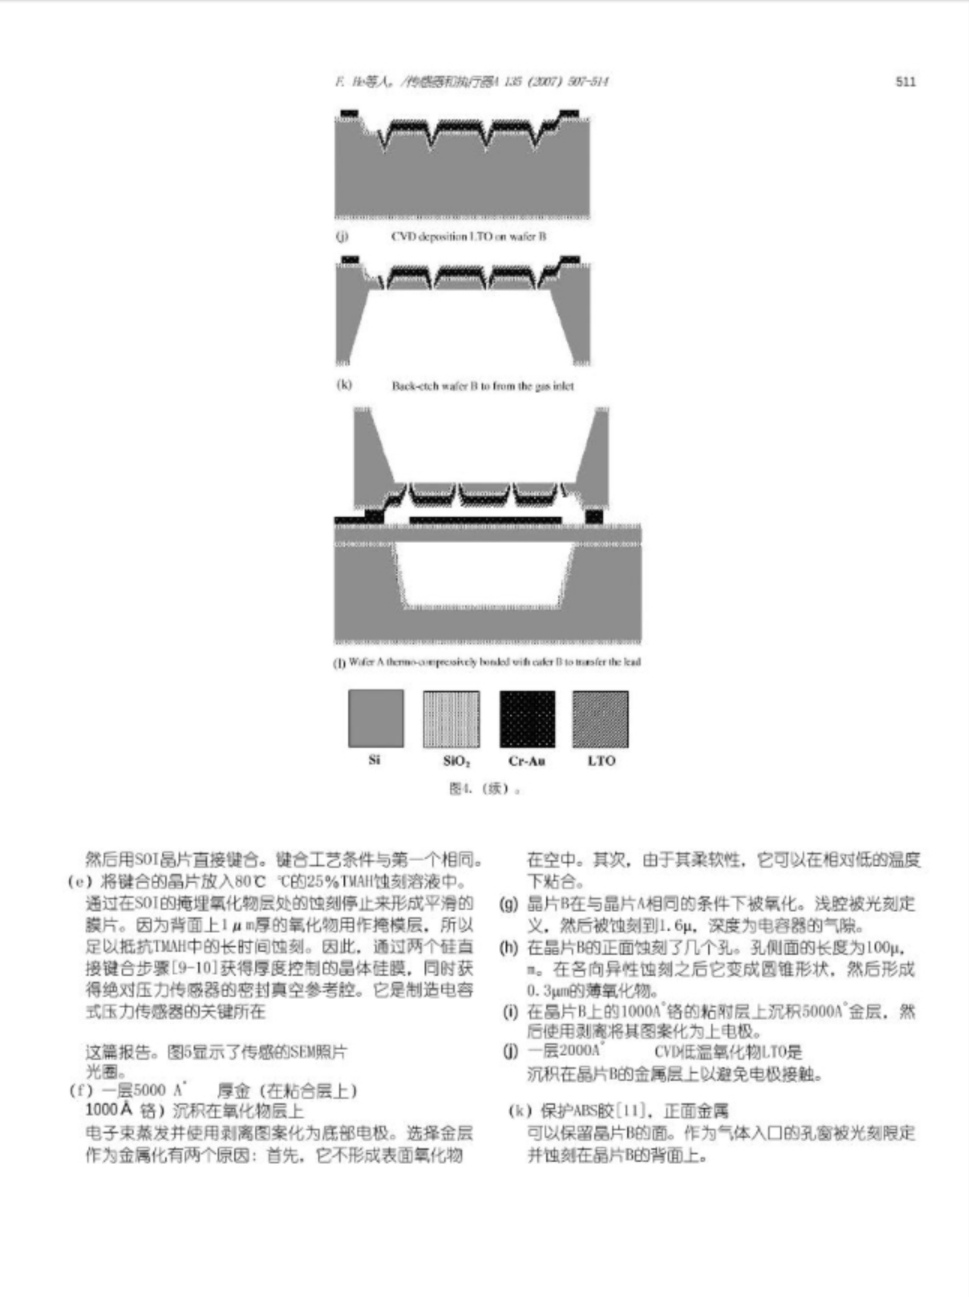 F. He等人。/传感器和执行器A 135 (2007) 507-514
511
(j) CVD deposition LTO on wafer B
(k) Back-etch wafer B to from the gas inlet
(l) Wafer A thermo-compressively bonded with cafer B to transfer the lead
Si SiO₂ Cr-Au LTO
图4. (续) 。
然后用SOI晶片直接键合。键合工艺条件与第一个相同。
(e) 将键合的晶片放入80℃ ℃的25%TMAH蚀刻溶液中。
通过在SOI的掩埋氧化物层处的蚀刻停止来形成平滑的
膜片。因为背面上1μm厚的氧化物用作掩模层，所以
足以抵抗TMAH中的长时间蚀刻。因此，通过两个硅直
接键合步骤[9-10]获得厚度控制的晶体硅膜，同时获
得绝对压力传感器的密封真空参考腔。它是制造电容
式压力传感器的关键所在
这篇报告。图5显示了传感的SEM照片
光圈。
(f) 一层5000 A° 厚金（在粘合层上）
1000Å 铬）沉积在氧化物层上
电子束蒸发并使用剥离图案化为底部电极。选择金层
作为金属化有两个原因：首先，它不形成表面氧化物
在空中。其次，由于其柔软性，它可以在相对低的温度
下粘合。
(g) 晶片B在与晶片A相同的条件下被氧化。浅腔被光刻定
义，然后被蚀刻到1.6μ，深度为电容器的气隙。
(h) 在晶片B的正面蚀刻了几个孔。孔侧面的长度为100μ，
m。在各向异性蚀刻之后它变成圆锥形状，然后形成
0.3μm的薄氧化物。
(i) 在晶片B上的1000A°铬的粘附层上沉积5000A°金层，然
后使用剥离将其图案化为上电极。
(j) 一层2000A° CVD低温氧化物LTO是
沉积在晶片B的金属层上以避免电极接触。
(k) 保护ABS胶[11]，正面金属
可以保留晶片B的面。作为气体入口的孔窗被光刻限定
并蚀刻在晶片B的背面上。